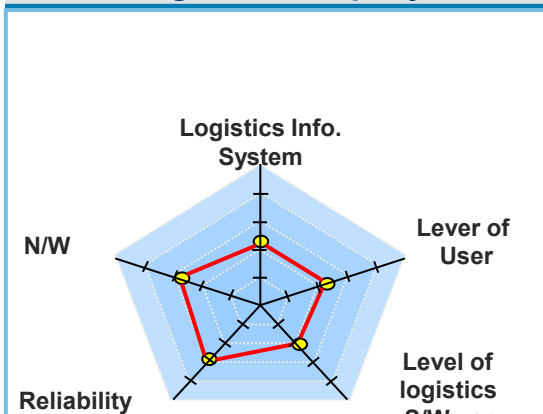 Logistics Info.
System
N/W
Lever of
User
Level of
logistics
Reliability